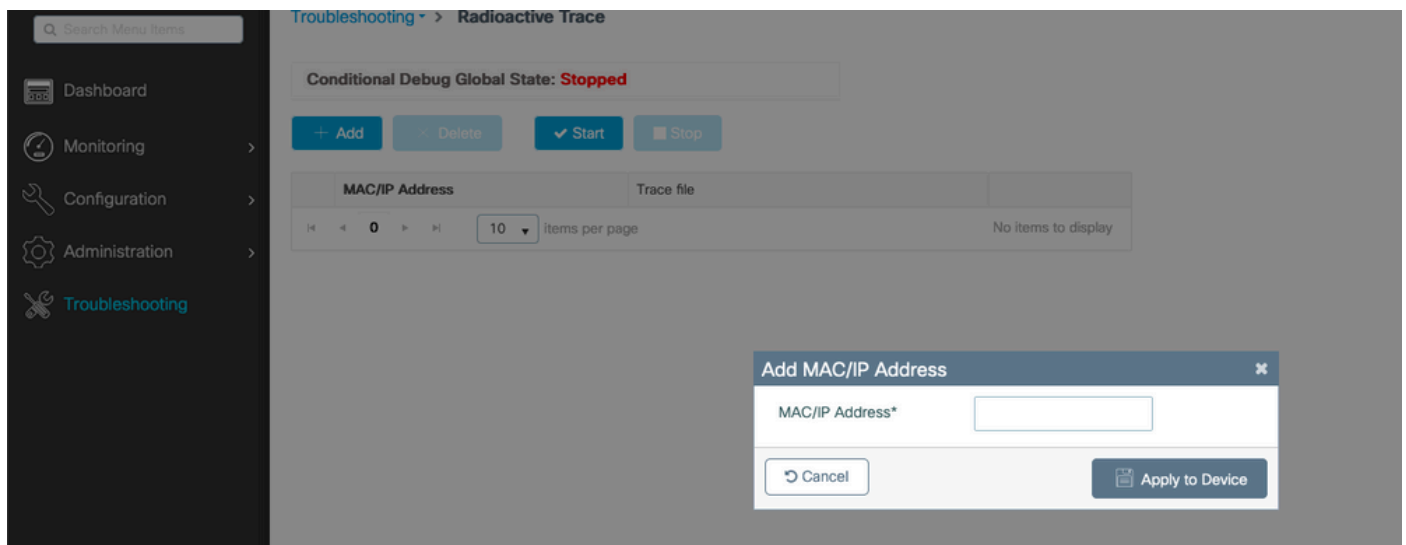 Search Menu Items
Troubleshooting > Radioactive Trace
Dashboard
Monitoring
Configuration
Administration
Troubleshooting
Conditional Debug Global State: Stopped
+ Add × Delete ✔ Start Stop
MAC/IP Address Trace file
0 10 items per page No items to display
Add MAC/IP Address
MAC/IP Address*
Cancel Apply to Device